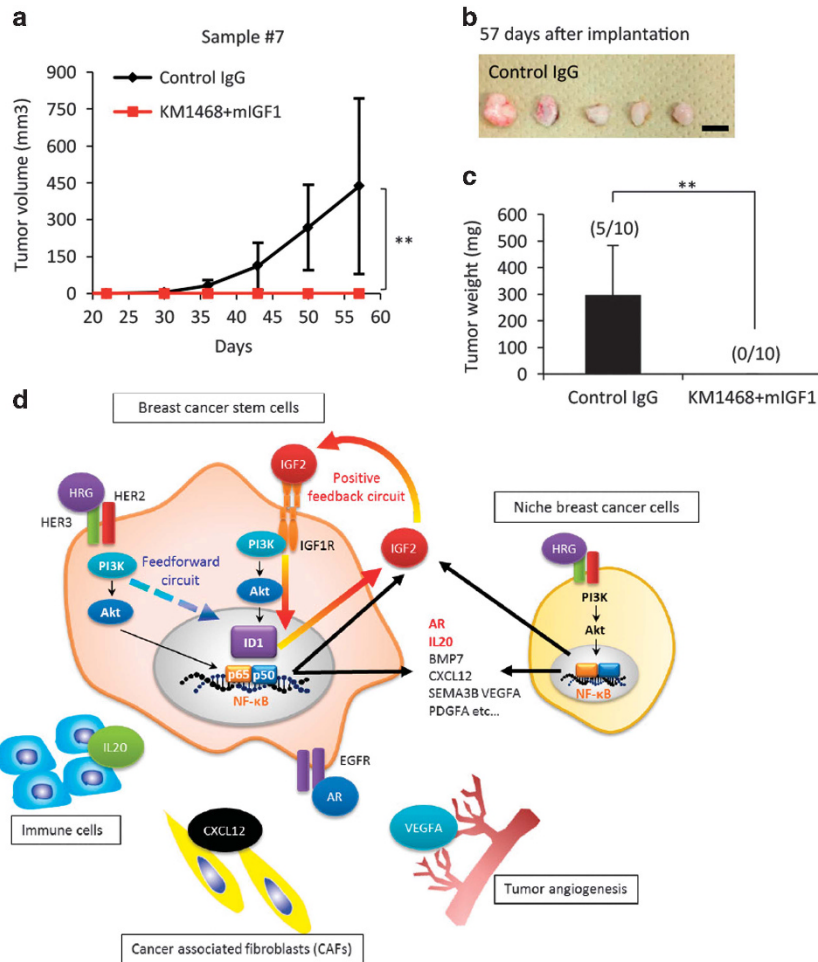 a
Sample #7
Tumor volume (mm3)
900
750
600
450
300
150
0
Control IgG
KM1468+mIGF1
**
20 25 30 35 40 45 50 55 60
Days
b
57 days after implantation
Control IgG
c
Tumor weight (mg)
600
500
400
300
200
100
0
**
(5/10)
(0/10)
Control IgG KM1468+mIGF1
d
Breast cancer stem cells
HRG
HER2
HER3
PI3K
Akt
Feedforward
circuit
IGF2
IGF1R
PI3K
Akt
ID1
p65 p50
NF-κB
Positive
feedback circuit
IGF2
Niche breast cancer cells
HRG
PI3K
Akt
NF-κB
AR
IL20
BMP7
CXCL12
SEMA3B VEGFA
PDGFA etc...
EGFR
AR
IL20
Immune cells
CXCL12
Cancer associated fibroblasts (CAFs)
VEGFA
Tumor angiogenesis